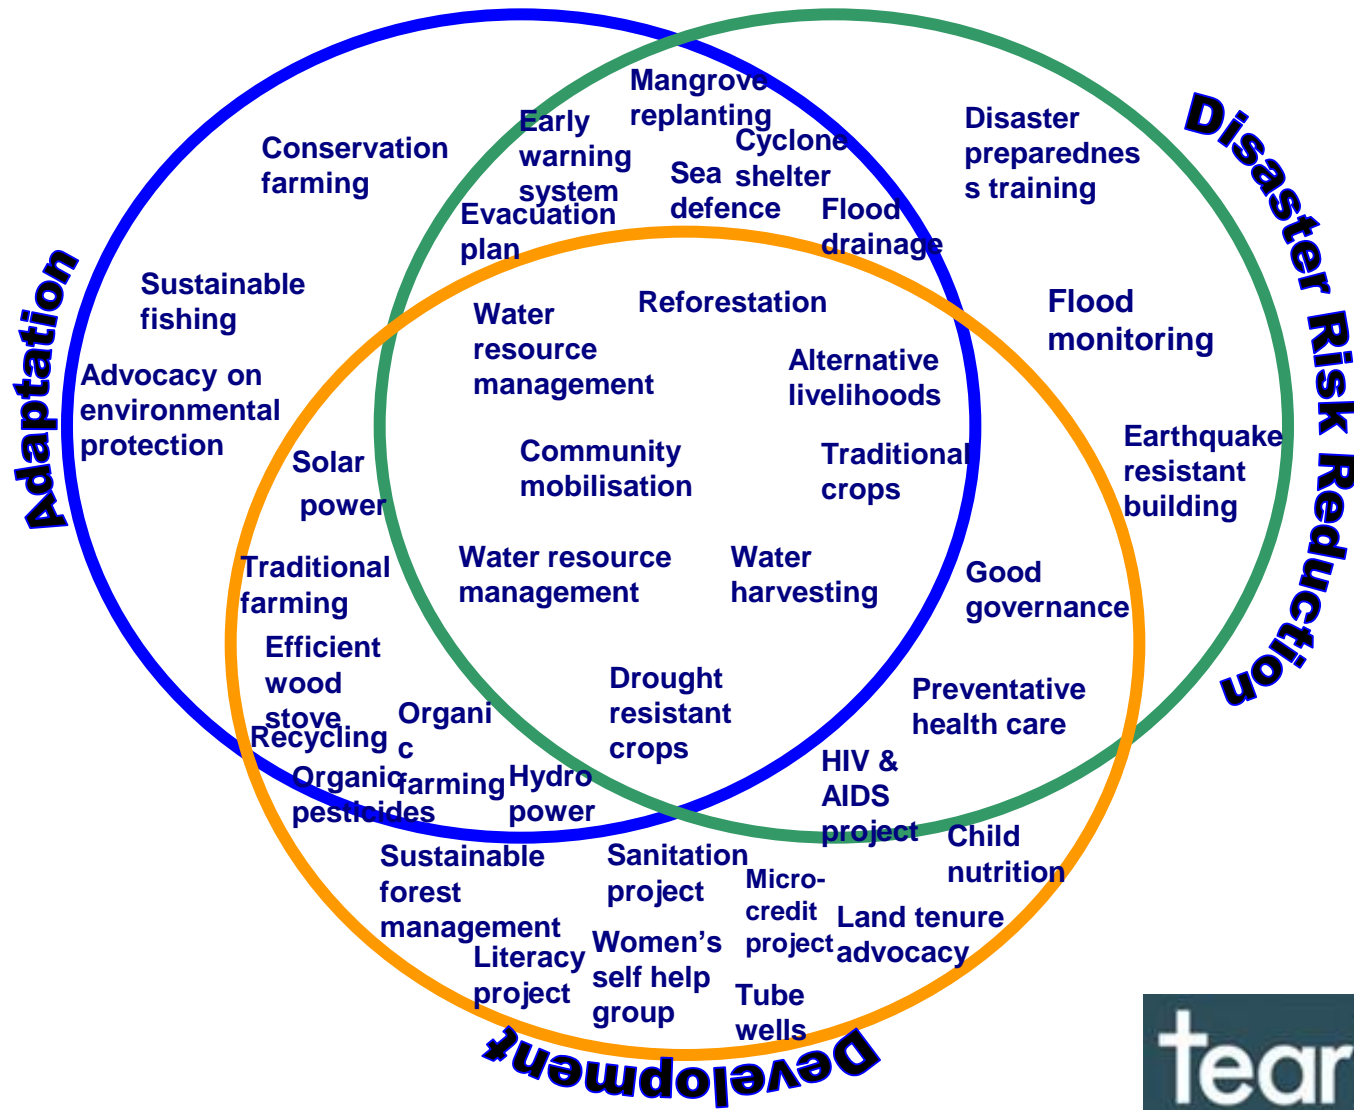 Mangrove
replanting
Early
warning
system
Cyclone
shelter
Sea
defence
Evacuation
plan
Flood
drainage
Conservation
farming
Disaster
preparednes
s training
Disaster Risk Reduction
Adaptation
Sustainable
fishing
Advocacy on
environmental
protection
Flood
monitoring
Earthquake
resistant
building
Water
resource
management
Reforestation
Alternative
livelihoods
Community
mobilisation
Traditional
crops
Water resource
management
Water
harvesting
Drought
resistant
crops
Solar
power
Traditional
farming
Efficient
wood
stove
Recycling
Organi
c
farming
Organic
pesticides
Hydro
power
Good
governance
Preventative
health care
HIV &
AIDS
project
Child
nutrition
Sustainable
forest
management
Sanitation
project
Micro-
credit
project
Land tenure
advocacy
Literacy
project
Women’s
self help
group
Tube
wells
Development
tear